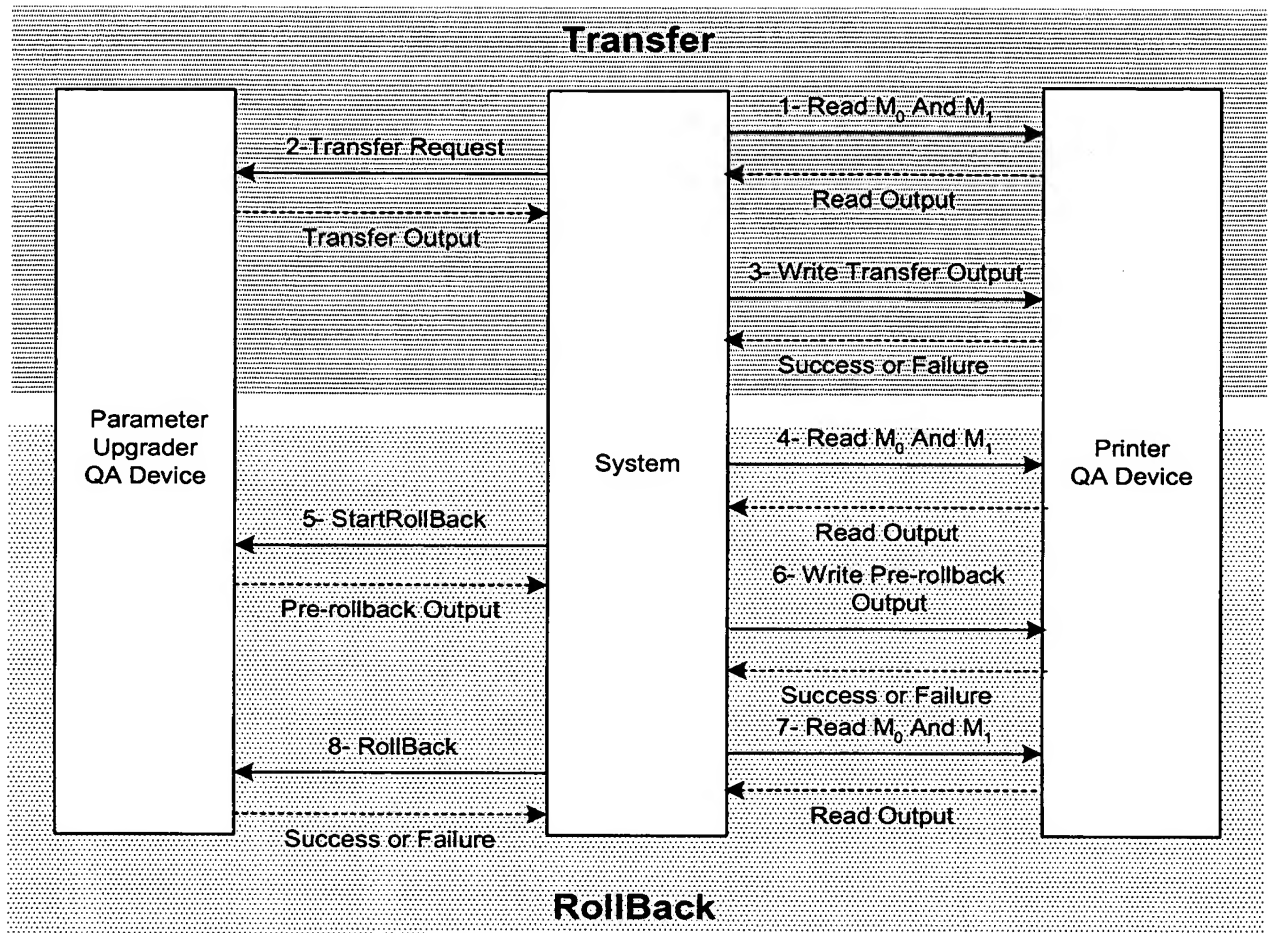 Transfer
1- Read M₀ And M₁
2-Transfer Request
Read Output
Transfer Output
3- Write Transfer Output
Success or Failure
Parameter
Upgrader
QA Device
System
Printer
QA Device
4- Read M₀ And M₁
5- StartRollBack
Read Output
Pre-rollback Output
6- Write Pre-rollback
Output
Success or Failure
8- RollBack
7- Read M₀ And M₁
Success or Failure
Read Output
RollBack